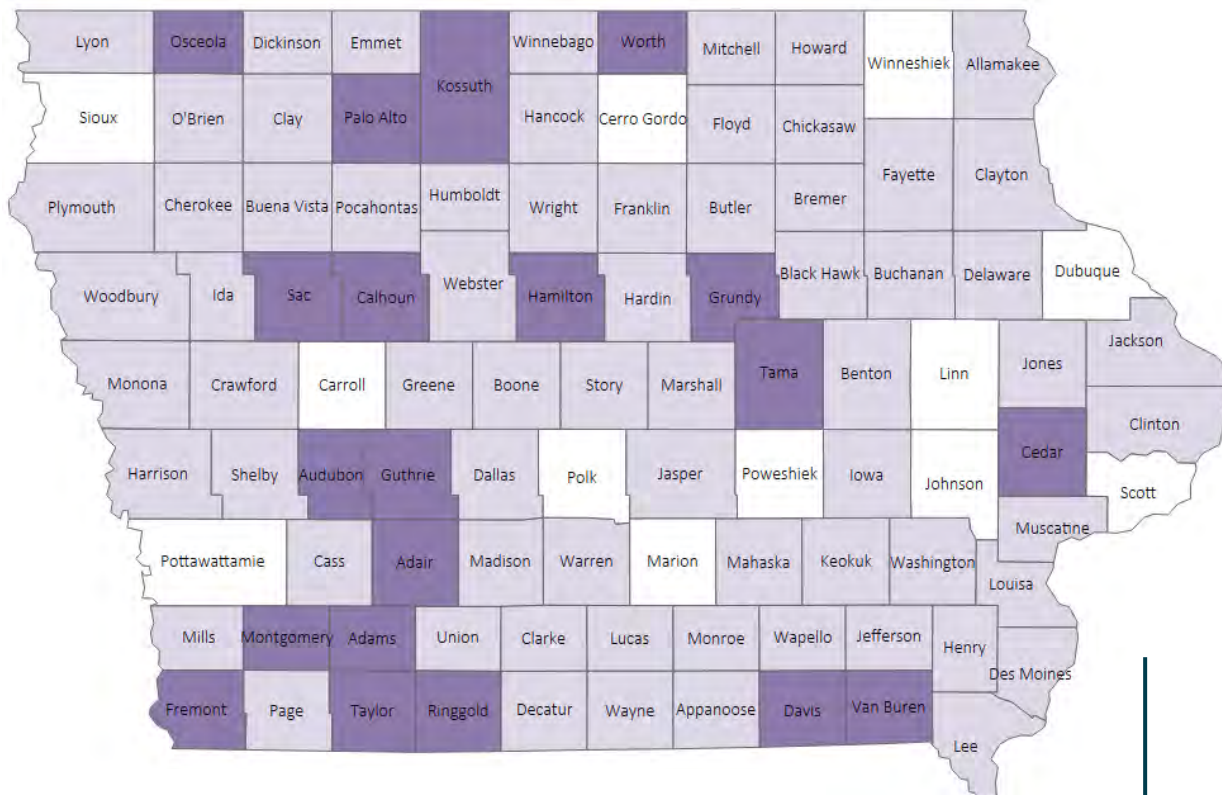 Lyon
Osceola
Dickinson
Emmet
Kossuth
Winnebago
Worth
Mitchell
Howard
Winneshiek
Allamakee
Sioux
O'Brien
Clay
Palo Alto
Hancock
Cerro Gordo
Floyd
Chickasaw
Fayette
Clayton
Plymouth
Cherokee
Buena Vista
Pocahontas
Humboldt
Wright
Franklin
Butler
Bremer
Woodbury
Ida
Sac
Calhoun
Webster
Hamilton
Hardin
Grundy
Black Hawk
Buchanan
Delaware
Dubuque
Monona
Crawford
Carroll
Greene
Boone
Story
Marshall
Tama
Benton
Linn
Jones
Jackson
Harrison
Shelby
Audubon
Guthrie
Dallas
Polk
Jasper
Poweshiek
Iowa
Johnson
Cedar
Clinton
Scott
Muscatine
Pottawattamie
Cass
Adair
Madison
Warren
Marion
Mahaska
Keokuk
Washington
Louisa
Mills
Montgomery
Adams
Union
Clarke
Lucas
Monroe
Wapello
Jefferson
Henry
Des Moines
Fremont
Page
Taylor
Ringgold
Decatur
Wayne
Appanoose
Davis
Van Buren
Lee